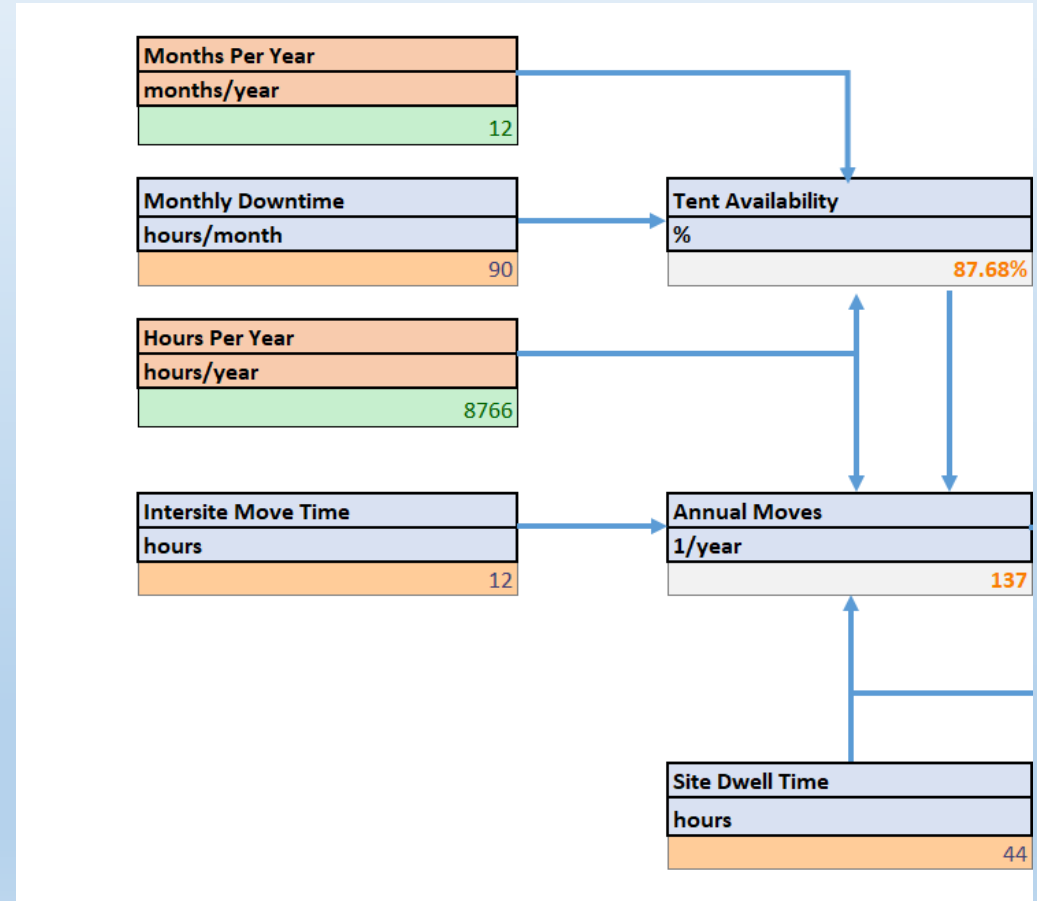 Months Per Year
months/year
12
Monthly Downtime
hours/month
90
Tent Availability
%
87.68%
Hours Per Year
hours/year
8766
Intersite Move Time
hours
12
Annual Moves
1/year
137
Site Dwell Time
hours
44